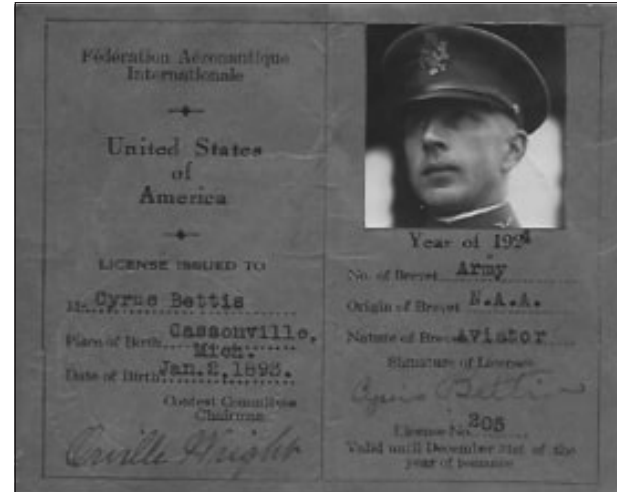 Fédération Aéronautique
Internationale
United States
of
America
LICENSE ISSUED TO
Mr. Cyrus Bettis
Place of Birth Cassonville,
Mich.
Date of Birth Jan. 2, 1893.
Contest Committee
Chairman
Orville Wright
Year of 1924
No. of Brevet Army
Origin of Brevet N.A.A.
Nature of Brevet Aviator
Signature of Licensee
Cyrus Bettis
License No. 205
Valid until December 31st of the
year of issuance